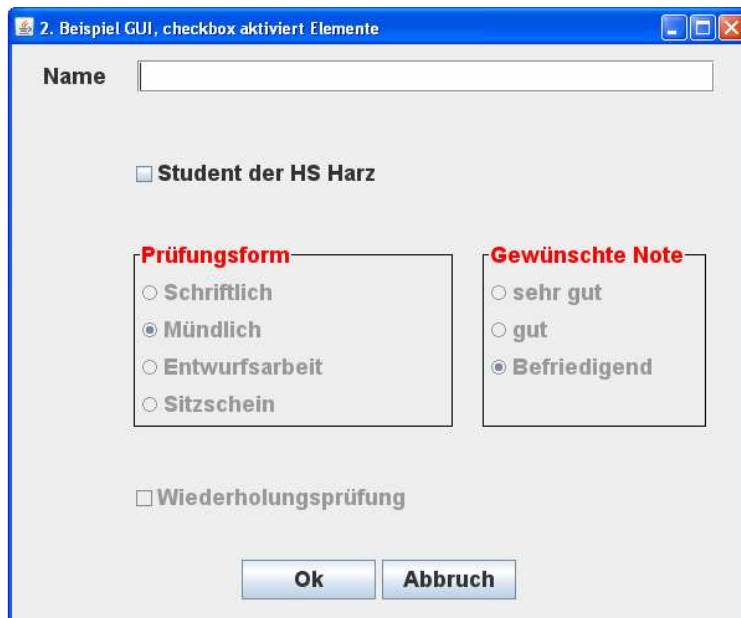 2. Beispiel GUI, checkbox aktiviert Elemente
Name
Student der HS Harz
Prüfungsform
Schriftlich
Mündlich
Entwurfsarbeit
Sitzschein
Gewünschte Note
sehr gut
gut
Befriedigend
Wiederholungsprüfung
Ok
Abbruch